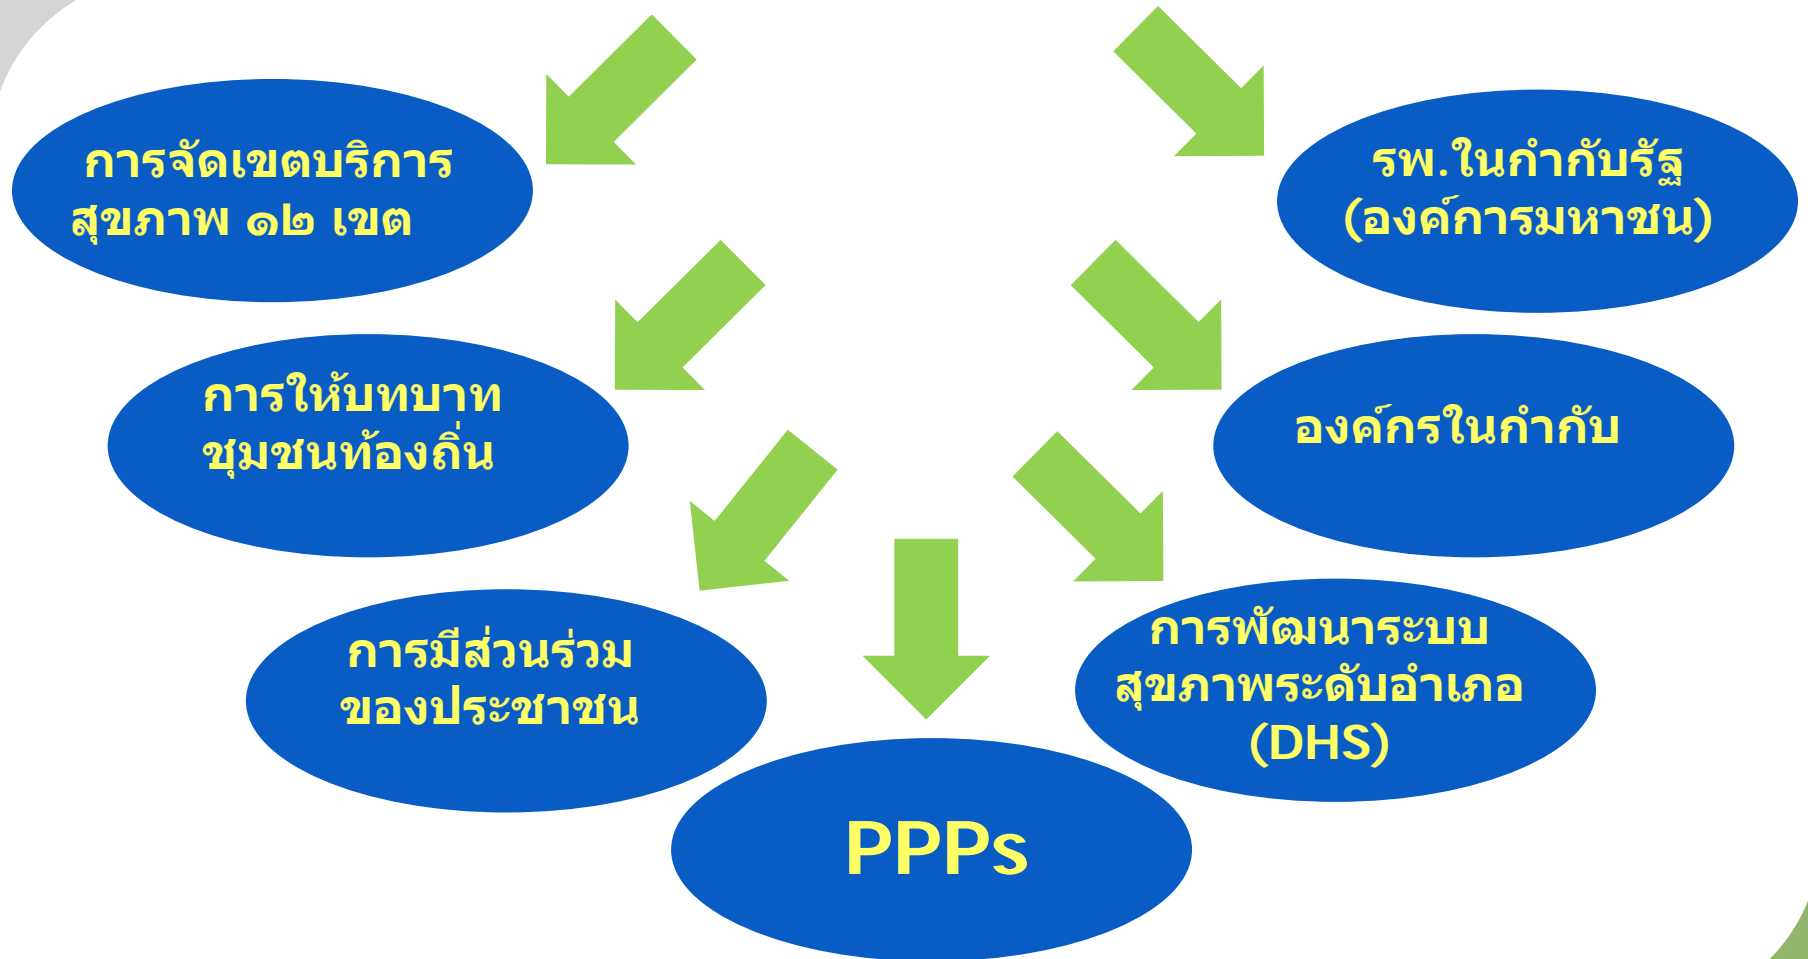 การจัดเขตบริการ
สุขภาพ ๑๒ เขต
รพ.ในกำกับรัฐ
(องค์การมหาชน)
การให้บทบาท
ชุมชนท้องถิ่น
องค์กรในกำกับ
การมีส่วนร่วม
ของประชาชน
การพัฒนาระบบ
สุขภาพระดับอำเภอ
(DHS)
PPPs